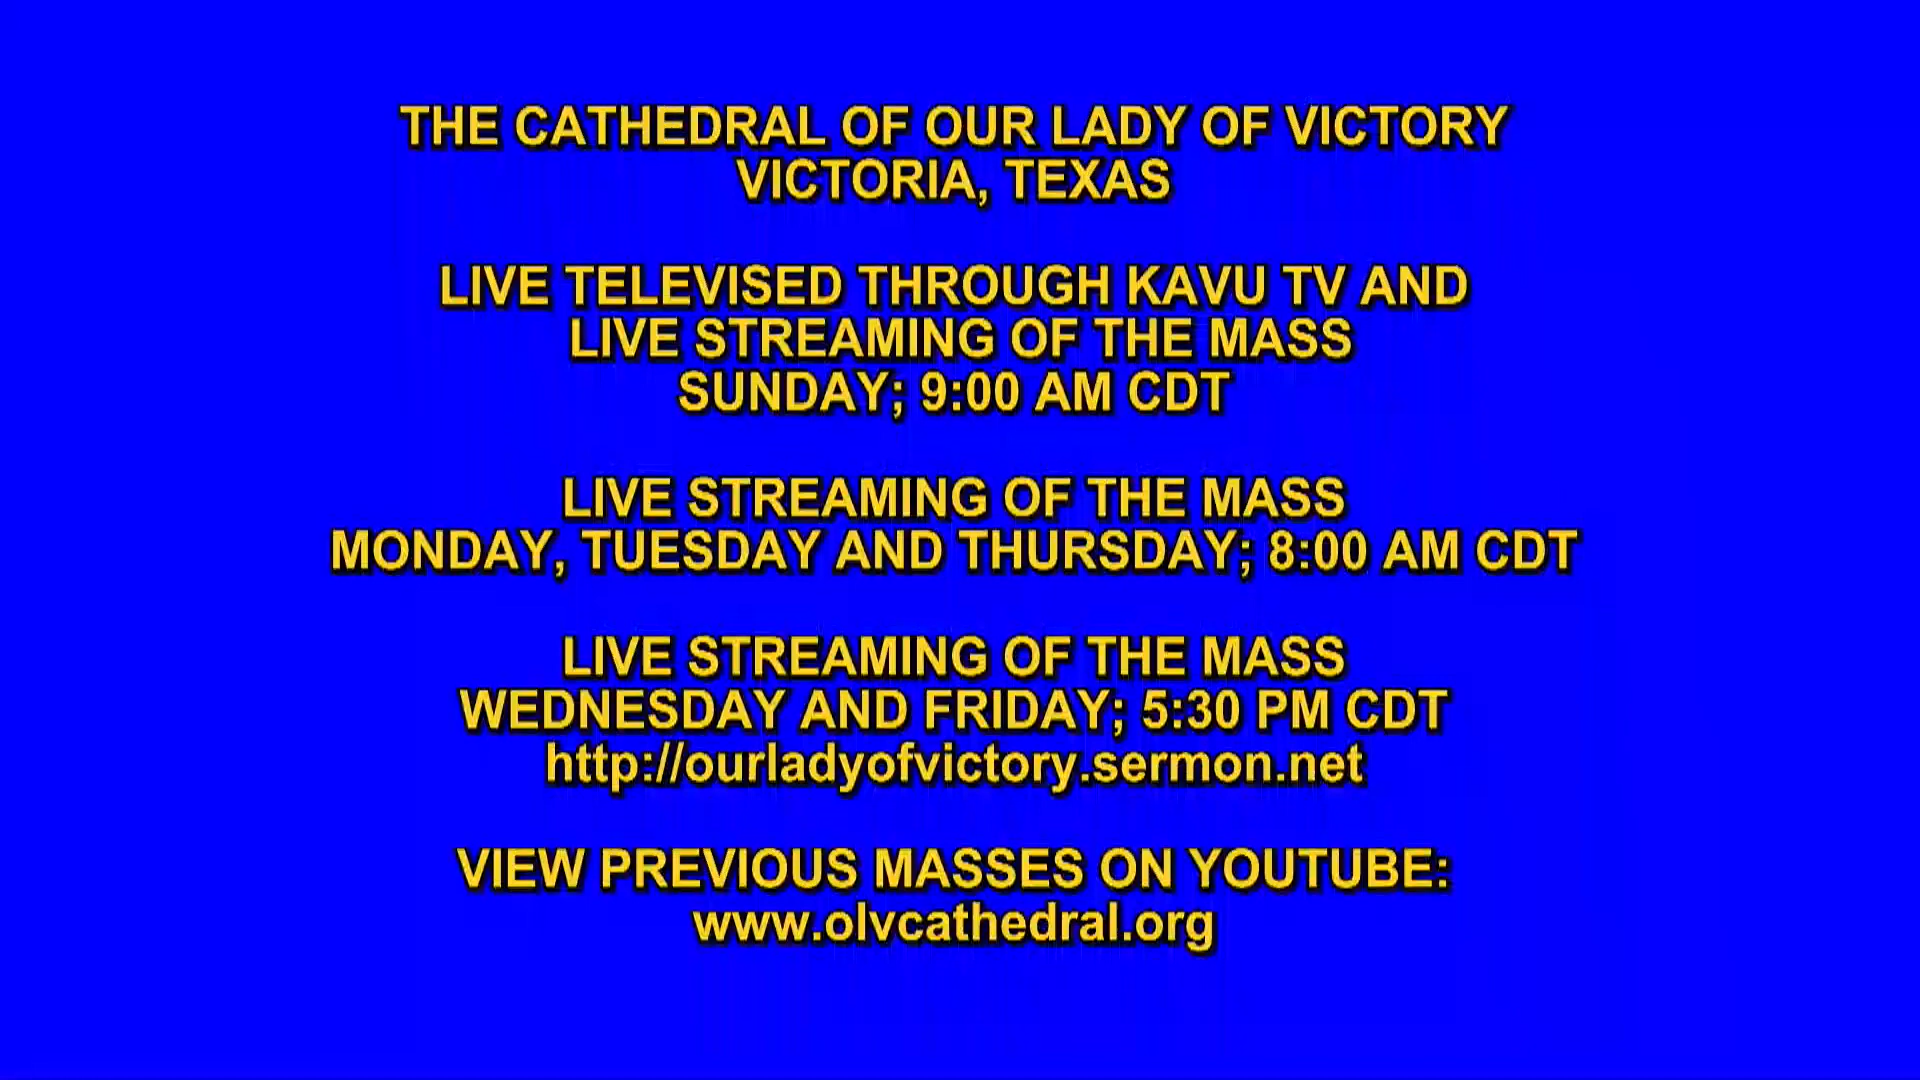 THE CATHEDRAL OF OUR LADY OF VICTORY
VICTORIA, TEXAS
LIVE TELEVISED THROUGH KAVU TV AND
LIVE STREAMING OF THE MASS
SUNDAY; 9:00 AM CDT
LIVE STREAMING OF THE MASS
MONDAY, TUESDAY AND THURSDAY; 8:00 AM CDT
LIVE STREAMING OF THE MASS
WEDNESDAY AND FRIDAY; 5:30 PM CDT
http://ourladyofvictory.sermon.net
VIEW PREVIOUS MASSES ON YOUTUBE:
www.olvcathedral.org